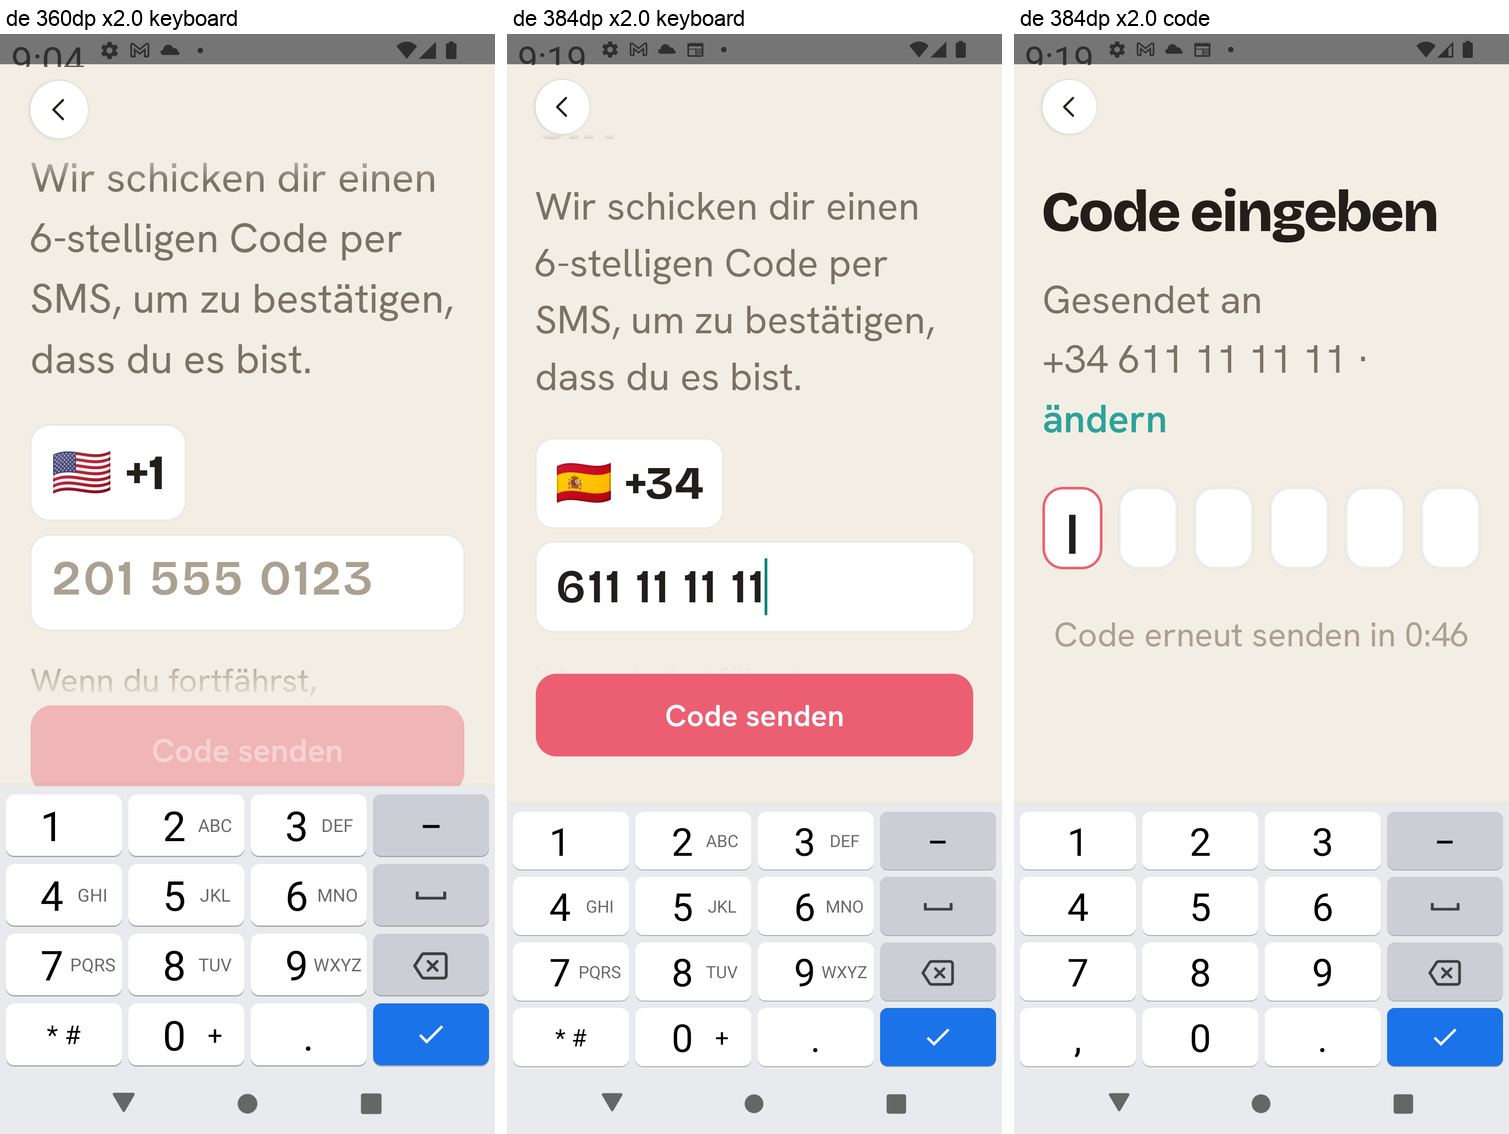 de 360dp x2.0 keyboard
9:04
Wir schicken dir einen
6-stelligen Code per
SMS, um zu bestätigen,
dass du es bist.
+1
201 555 0123
Wenn du fortfährst,
Code senden
1 2 ABC 3 DEF -
4 GHI 5 JKL 6 MNO
7 PQRS 8 TUV 9 WXYZ
* # 0 + .
de 384dp x2.0 keyboard
9:19
Wir schicken dir einen
6-stelligen Code per
SMS, um zu bestätigen,
dass du es bist.
+34
611 11 11 11
Code senden
1 2 ABC 3 DEF -
4 GHI 5 JKL 6 MNO
7 PQRS 8 TUV 9 WXYZ
* # 0 + .
de 384dp x2.0 code
9:19
Code eingeben
Gesendet an
+34 611 11 11 11 ·
ändern
Code erneut senden in 0:46
1 2 3 -
4 5 6
7 8 9
, 0 .